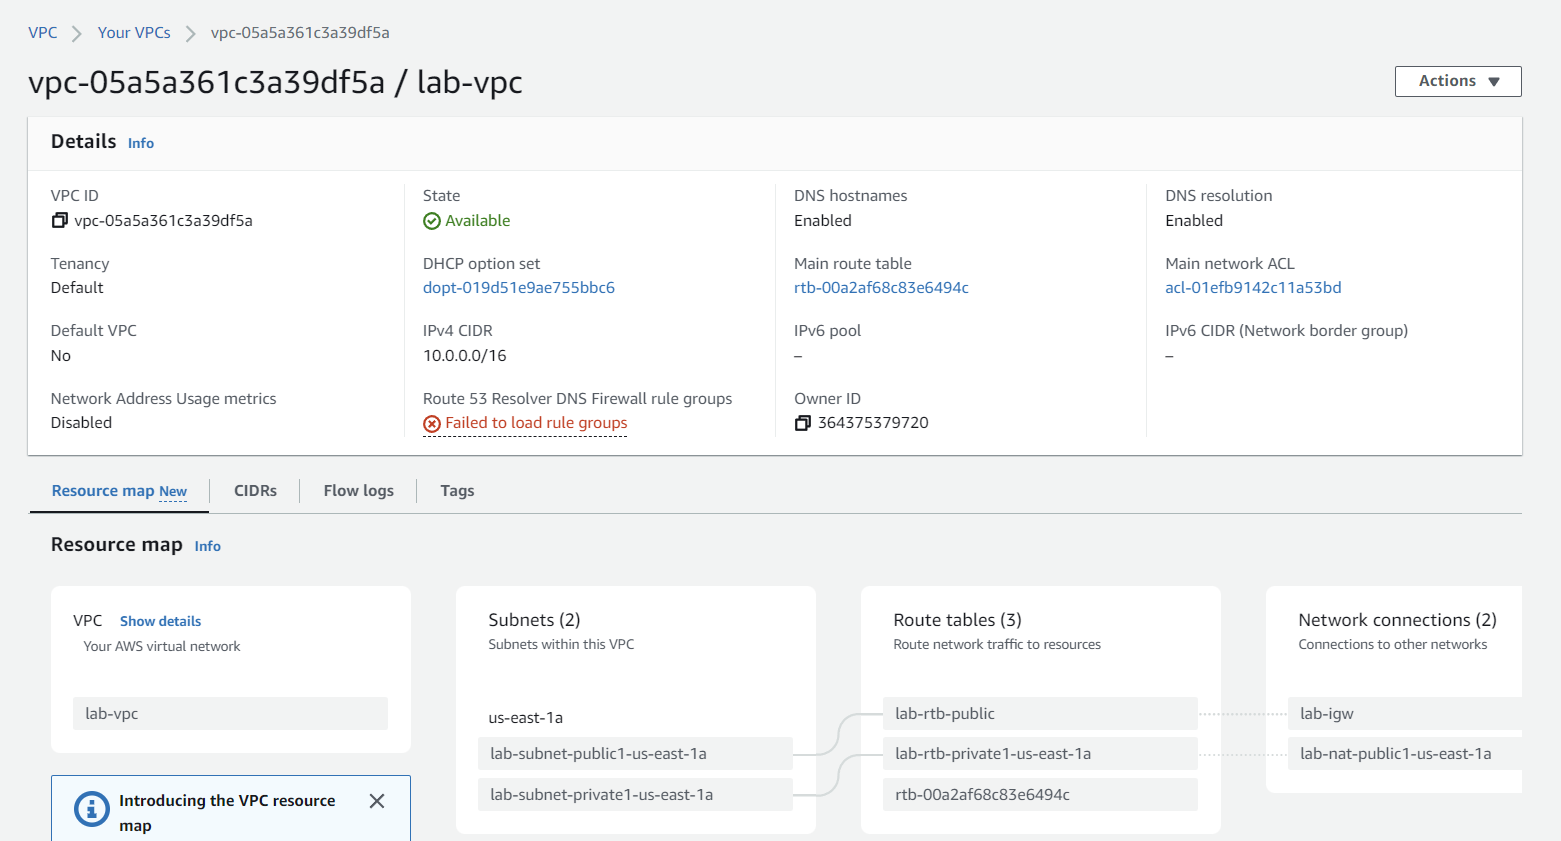 VPC > Your VPCs > vpc-05a5a361c3a39df5a
vpc-05a5a361c3a39df5a / lab-vpc
Actions
Details Info
VPC ID
vpc-05a5a361c3a39df5a
State
Available
DNS hostnames
Enabled
DNS resolution
Enabled
Tenancy
Default
DHCP option set
dopt-019d51e9ae755bbc6
Main route table
rtb-00a2af68c83e6494c
Main network ACL
acl-01efb9142c11a53bd
Default VPC
No
IPv4 CIDR
10.0.0.0/16
IPv6 pool
–
IPv6 CIDR (Network border group)
–
Network Address Usage metrics
Disabled
Route 53 Resolver DNS Firewall rule groups
Failed to load rule groups
Owner ID
364375379720
Resource map New
CIDRs
Flow logs
Tags
Resource map Info
VPC Show details
Your AWS virtual network
lab-vpc
Subnets (2)
Subnets within this VPC
us-east-1a
lab-subnet-public1-us-east-1a
lab-subnet-private1-us-east-1a
Route tables (3)
Route network traffic to resources
lab-rtb-public
lab-rtb-private1-us-east-1a
rtb-00a2af68c83e6494c
Network connections (2)
Connections to other networks
lab-igw
lab-nat-public1-us-east-1a
Introducing the VPC resource
map